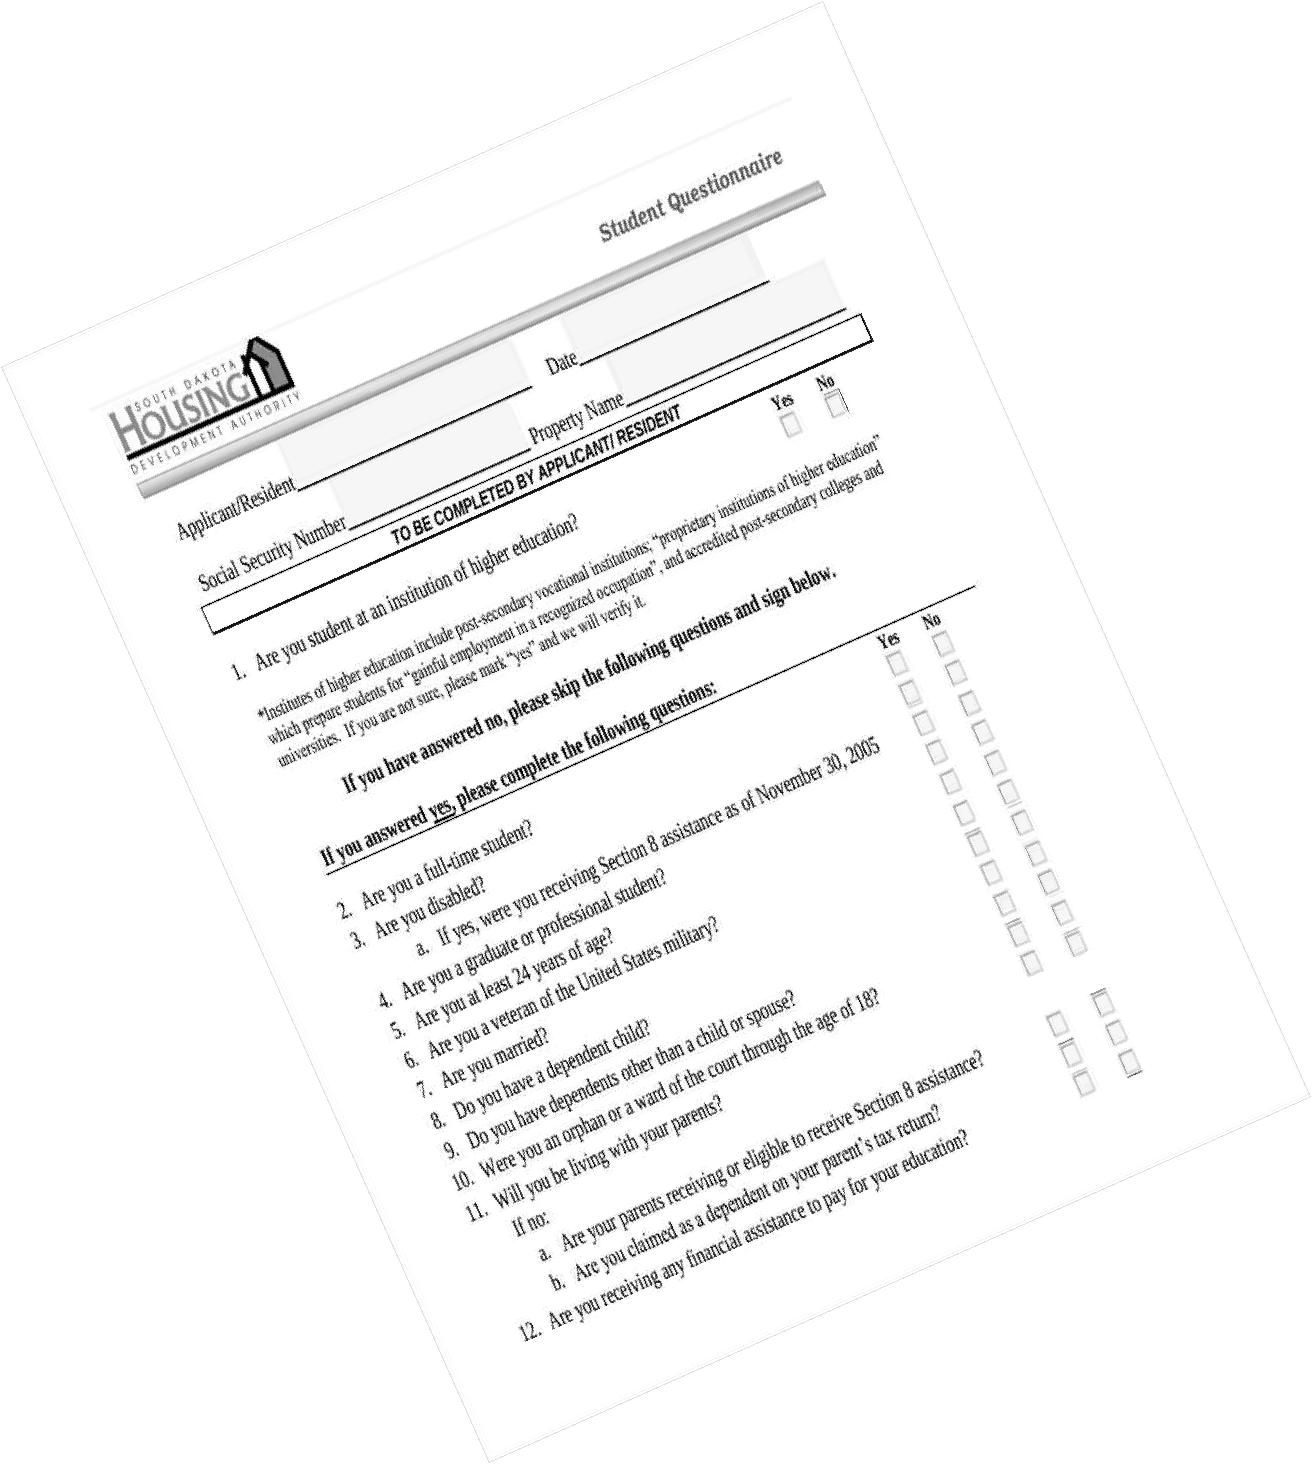 Student Questionnaire
SOUTH DAKOTA
HOUSING
DEVELOPMENT AUTHORITY
Applicant/Resident Date
Social Security Number Property Name
TO BE COMPLETED BY APPLICANT/ RESIDENT
Yes No
1. Are you student at an institution of higher education?
*Institutes of higher education include post-secondary vocational institutions; “proprietary institutions of higher education”
which prepare students for “gainful employment in a recognized occupation”, and accredited post-secondary colleges and
universities. If you are not sure, please mark “yes” and we will verify it.
If you have answered no, please skip the following questions and sign below.
If you answered yes, please complete the following questions:
Yes No
2. Are you a full-time student?
3. Are you disabled?
a. If yes, were you receiving Section 8 assistance as of November 30, 2005
4. Are you a graduate or professional student?
5. Are you at least 24 years of age?
6. Are you a veteran of the United States military?
7. Are you married?
8. Do you have a dependent child?
9. Do you have dependents other than a child or spouse?
10. Were you an orphan or a ward of the court through the age of 18?
11. Will you be living with your parents?
If no:
a. Are your parents receiving or eligible to receive Section 8 assistance?
b. Are you claimed as a dependent on your parent's tax return?
12. Are you receiving any financial assistance to pay for your education?